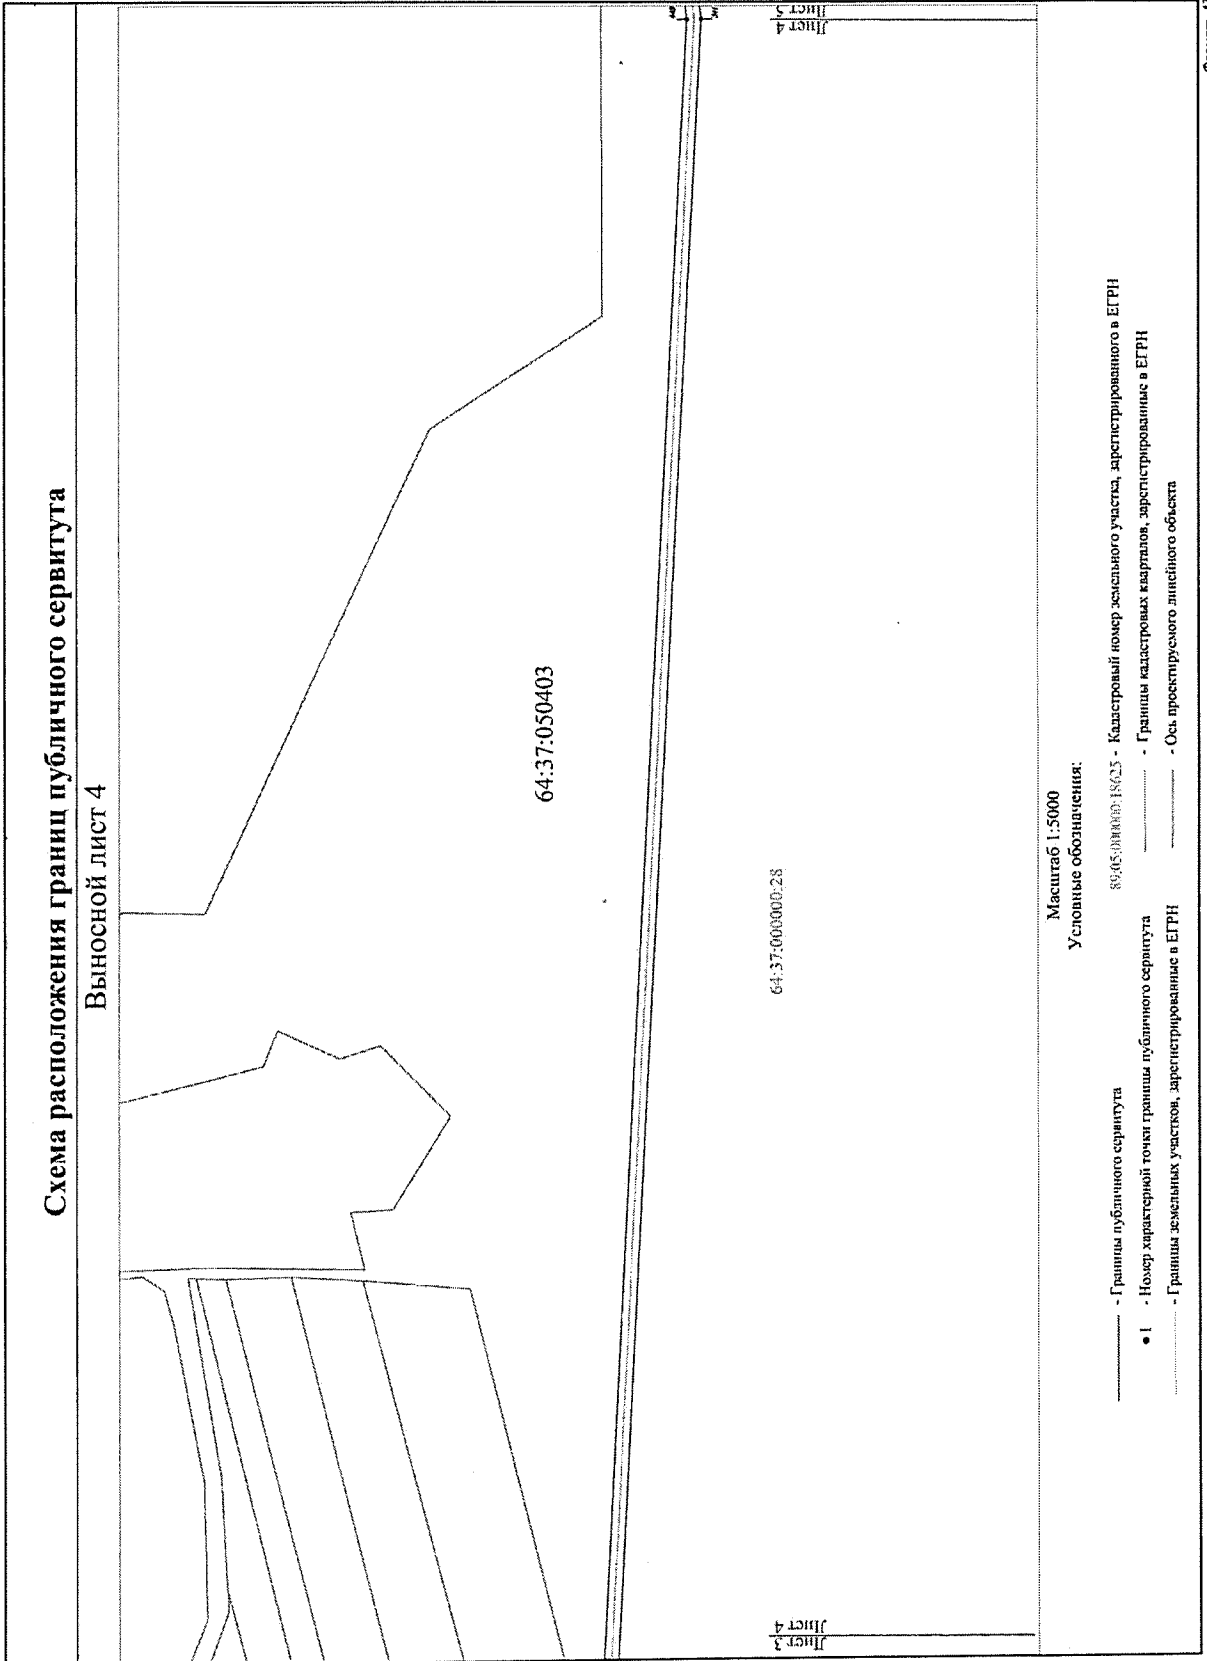 Схема расположения границ публичного сервитута
Выносной лист 4
64:37:050403
64:37:000000:28
Лист 3
Лист 4
Лист 4
Лист 5
Масштаб 1:5000
Условные обозначения:
- Границы публичного сервитута
89:05:000000:18625 - Кадастровый номер земельного участка, зарегистрированного в ЕГРН
• 1 - Номер характерной точки границы публичного сервитута
- Границы кадастровых кварталов, зарегистрированные в ЕГРН
- Границы земельных участков, зарегистрированные в ЕГРН
- Ось проектируемого линейного объекта